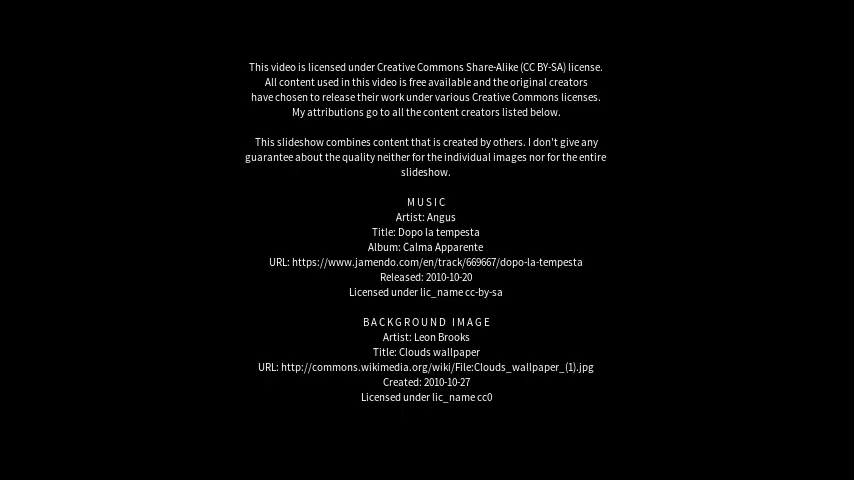 This video is licensed under Creative Commons Share-Alike (CC BY-SA) license.
All content used in this video is free available and the original creators
have chosen to release their work under various Creative Commons licenses.
My attributions go to all the content creators listed below.
This slideshow combines content that is created by others. I don't give any
guarantee about the quality neither for the individual images nor for the entire
slideshow.
MUSIC
Artist: Angus
Title: Dopo la tempesta
Album: Calma Apparente
URL: https://www.jamendo.com/en/track/669667/dopo-la-tempesta
Released: 2010-10-20
Licensed under lic_name cc-by-sa
BACKGROUND IMAGE
Artist: Leon Brooks
Title: Clouds wallpaper
URL: http://commons.wikimedia.org/wiki/File:Clouds_wallpaper_(1).jpg
Created: 2010-10-27
Licensed under lic_name cc0